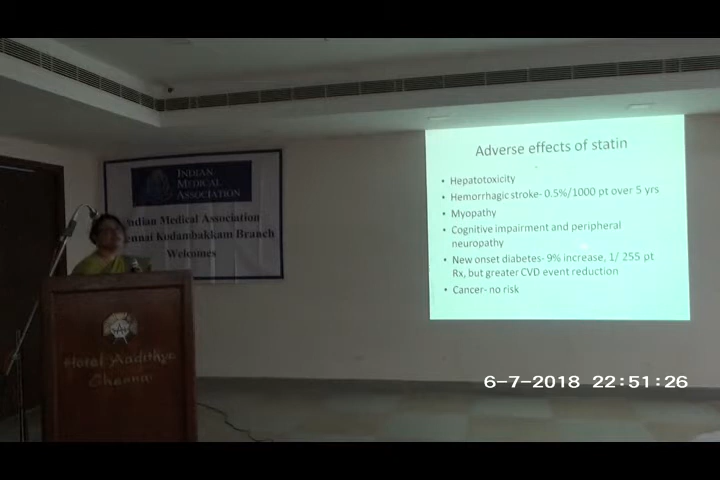 Adverse effects of statin
• Hepatotoxicity
• Hemorrhagic stroke- 0.5%/1000 pt over 5 yrs
• Myopathy
• Cognitive impairment and peripheral
neuropathy
• New onset diabetes- 9% increase, 1/ 255 pt
Rx, but greater CVD event reduction
• Cancer- no risk
INDIAN
MEDICAL
ASSOCIATION
Indian Medical Association
ennai Kodambakkam Branch
Welcomes
Hotel Aadithya
Chennai
6-7-2018 22:51:26